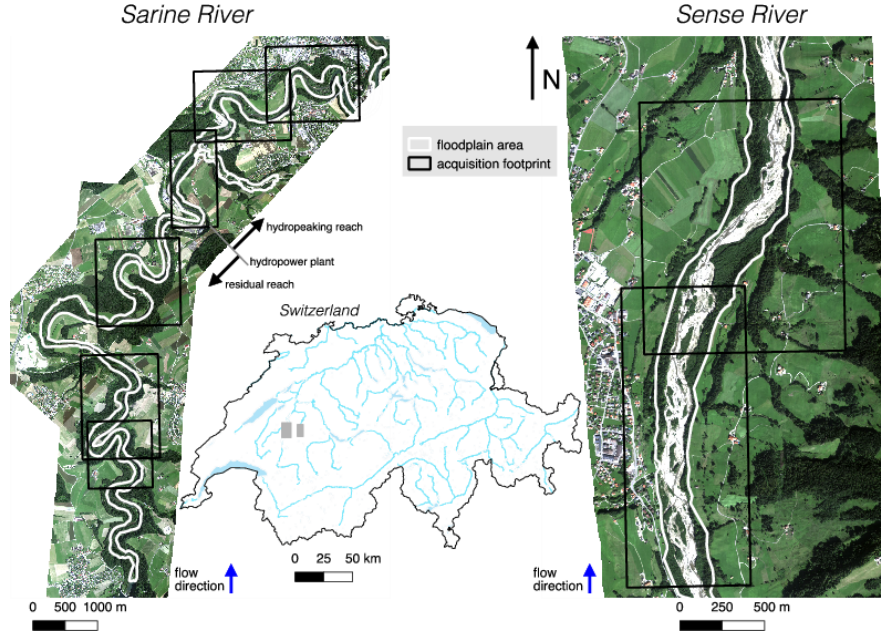 Sarine River
Sense River
N
floodplain area
acquisition footprint
hydropeaking reach
hydropower plant
residual reach
Switzerland
0 25 50 km
flow
direction
0 500 1000 m
flow
direction
0 250 500 m